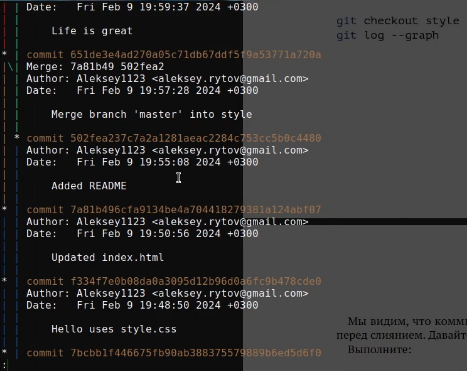 Date:   Fri Feb 9 19:59:37 2024 +0300
Life is great
* commit 651de3e4ad270a05c71db67ddf5f9a53771a720a
Merge: 7a81b49 502fea2
Author: Aleksey1123 <aleksey.rytov@gmail.com>
Date:   Fri Feb 9 19:57:28 2024 +0300
Merge branch 'master' into style
* commit 502fea237c7a2a1281aeac2284c753cc5b0c4480
Author: Aleksey1123 <aleksey.rytov@gmail.com>
Date:   Fri Feb 9 19:55:08 2024 +0300
Added README
* commit 7a81b496cfa9134be4a704418279381a124abf07
Author: Aleksey1123 <aleksey.rytov@gmail.com>
Date:   Fri Feb 9 19:50:56 2024 +0300
Updated index.html
* commit f334f7e0b08da0a3095d12b96d0a6fc9b478cde0
Author: Aleksey1123 <aleksey.rytov@gmail.com>
Date:   Fri Feb 9 19:48:50 2024 +0300
Hello uses style.css
* commit 7bcbb1f446675fb90ab388375579889b6ed5d6f0
:
git checkout style
git log --graph
Мы видим, что комми
перед слиянием. Давайт
Выполните: